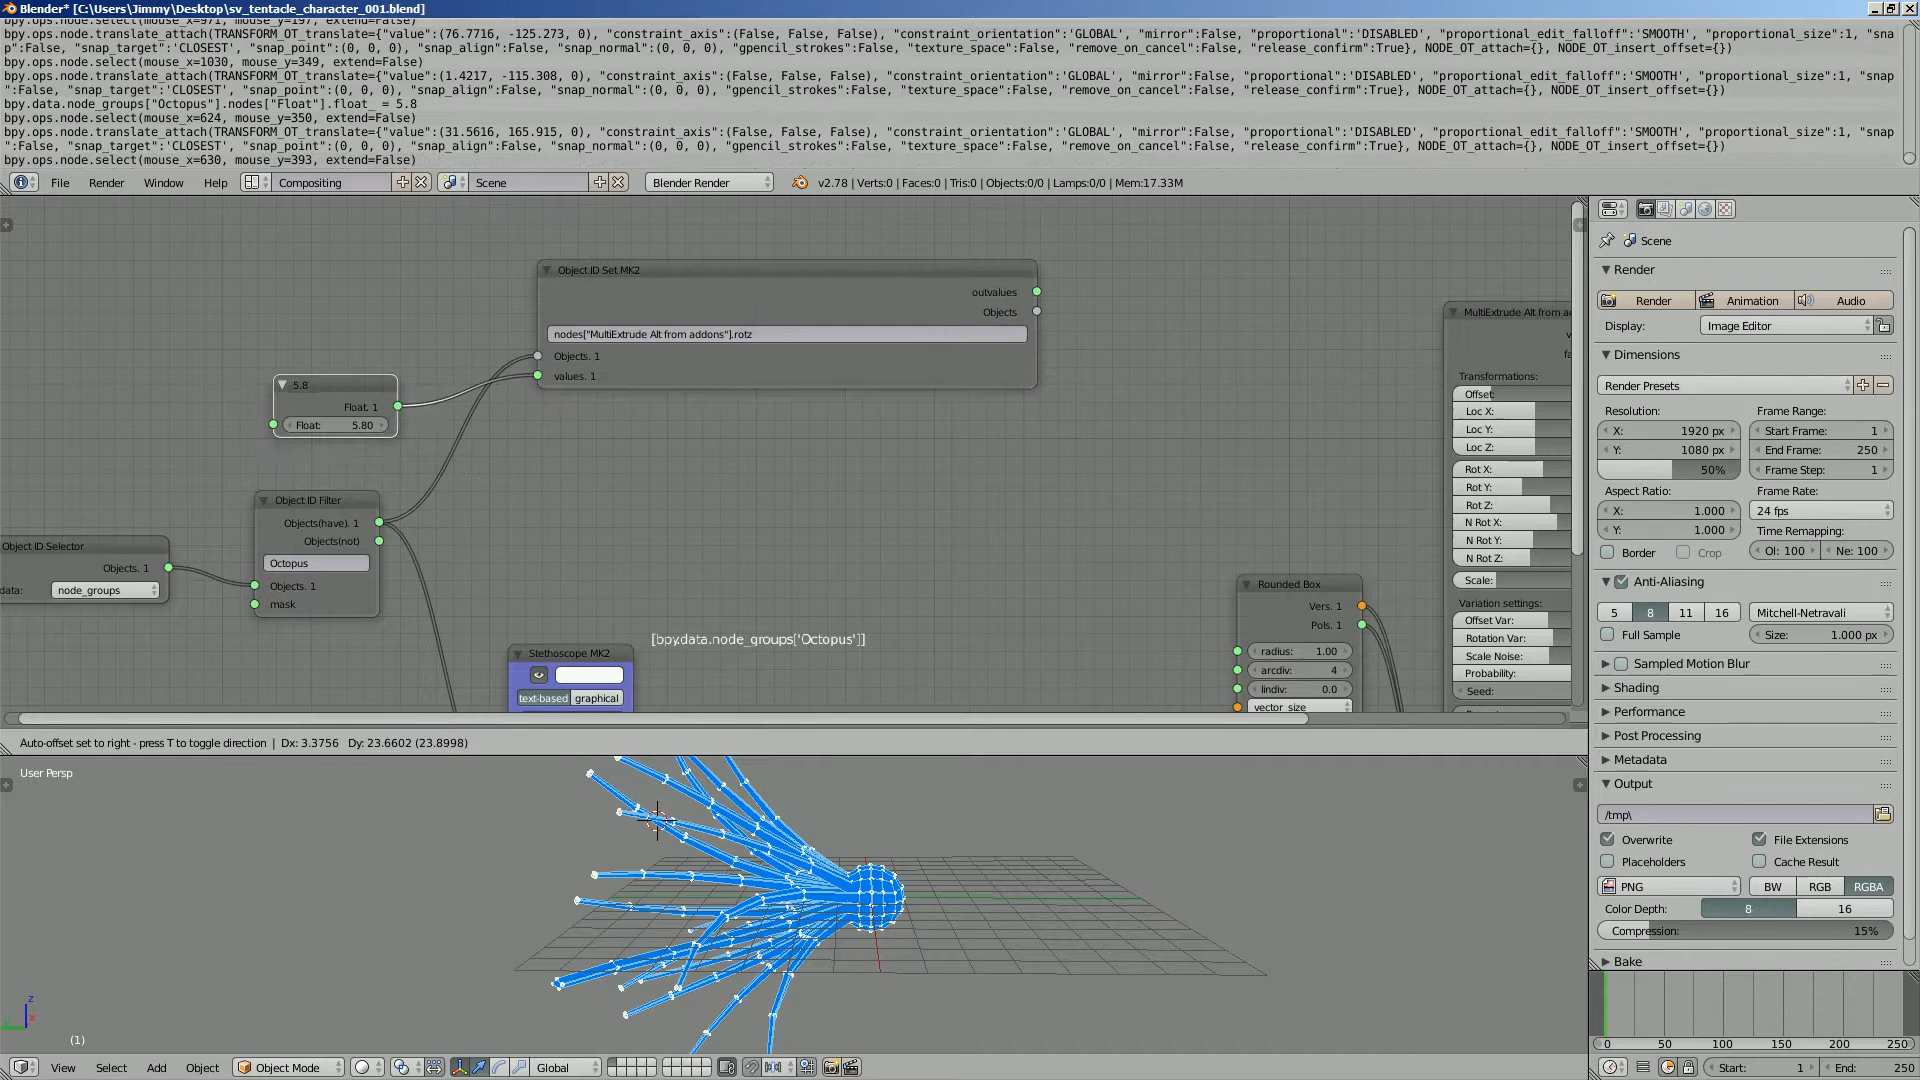 Blender* [C:\Users\Jimmy\Desktop\sv_tentacle_character_001.blend]
bpy.ops.node.select(mouse_x=971, mouse_y=197, extend=False)
bpy.ops.node.translate_attach(TRANSFORM_OT_translate={"value":(76.7716, -125.273, 0), "constraint_axis":(False, False, False), "constraint_orientation":'GLOBAL', "mirror":False, "proportional":'DISABLED', "proportional_edit_falloff":'SMOOTH', "proportional_size":1, "sna
p":False, "snap_target":'CLOSEST', "snap_point":(0, 0, 0), "snap_align":False, "snap_normal":(0, 0, 0), "gpencil_strokes":False, "texture_space":False, "remove_on_cancel":False, "release_confirm":True}, NODE_OT_attach={}, NODE_OT_insert_offset={})
bpy.ops.node.select(mouse_x=1030, mouse_y=349, extend=False)
bpy.ops.node.translate_attach(TRANSFORM_OT_translate={"value":(1.4217, -115.308, 0), "constraint_axis":(False, False, False), "constraint_orientation":'GLOBAL', "mirror":False, "proportional":'DISABLED', "proportional_edit_falloff":'SMOOTH', "proportional_size":1, "snap
p":False, "snap_target":'CLOSEST', "snap_point":(0, 0, 0), "snap_align":False, "snap_normal":(0, 0, 0), "gpencil_strokes":False, "texture_space":False, "remove_on_cancel":False, "release_confirm":True}, NODE_OT_attach={}, NODE_OT_insert_offset={})
bpy.data.node_groups["Octopus"].nodes["Float"].float_ = 5.8
bpy.ops.node.select(mouse_x=624, mouse_y=350, extend=False)
bpy.ops.node.translate_attach(TRANSFORM_OT_translate={"value":(31.5616, 165.915, 0), "constraint_axis":(False, False, False), "constraint_orientation":'GLOBAL', "mirror":False, "proportional":'DISABLED', "proportional_edit_falloff":'SMOOTH', "proportional_size":1, "sna
p":False, "snap_target":'CLOSEST', "snap_point":(0, 0, 0), "snap_align":False, "snap_normal":(0, 0, 0), "gpencil_strokes":False, "texture_space":False, "remove_on_cancel":False, "release_confirm":True}, NODE_OT_attach={}, NODE_OT_insert_offset={})
bpy.ops.node.select(mouse_x=630, mouse_y=393, extend=False)
File Render Window Help Compositing Scene Blender Render v2.78 | Verts:0 | Faces:0 | Tris:0 | Objects:0/0 | Lamps:0/0 | Mem:17.33M
Object ID Set MK2
outvalues
Objects
nodes["MultiExtrude Alt from addons"].rotz
Objects. 1
values. 1
5.8
Float. 1
Float: 5.80
Object ID Filter
Objects(have). 1
Objects(not)
Octopus
Objects. 1
mask
Object ID Selector
Objects. 1
data: node_groups
[bpy.data.node_groups['Octopus']]
Stethoscope MK2
text-based graphical
Rounded Box
Vers. 1
Pols. 1
radius: 1.00
arcdiv: 4
lindiv: 0.0
vector_size
MultiExtrude Alt from a
Transformations:
Offset:
Loc X:
Loc Y:
Loc Z:
Rot X:
Rot Y:
Rot Z:
N Rot X:
N Rot Y:
N Rot Z:
Scale:
Variation settings:
Offset Var:
Rotation Var:
Scale Noise:
Probability:
Seed:
Auto-offset set to right - press T to toggle direction | Dx: 3.3756 Dy: 23.6602 (23.8998)
User Persp
z
x
(1)
View Select Add Object Object Mode Global
Scene
Render
Render Animation Audio
Display: Image Editor
Dimensions
Render Presets
Resolution: Frame Range:
X: 1920 px Start Frame: 1
Y: 1080 px End Frame: 250
50% Frame Step: 1
Aspect Ratio: Frame Rate:
X: 1.000 24 fps
Y: 1.000 Time Remapping:
Border Crop Ol: 100 Ne: 100
Anti-Aliasing
5 8 11 16 Mitchell-Netravali
Full Sample Size: 1.000 px
Sampled Motion Blur
Shading
Performance
Post Processing
Metadata
Output
/tmp\
Overwrite File Extensions
Placeholders Cache Result
PNG BW RGB RGBA
Color Depth: 8 16
Compression: 15%
Bake
0 50 100 150 200 250
Start: 1 End: 250